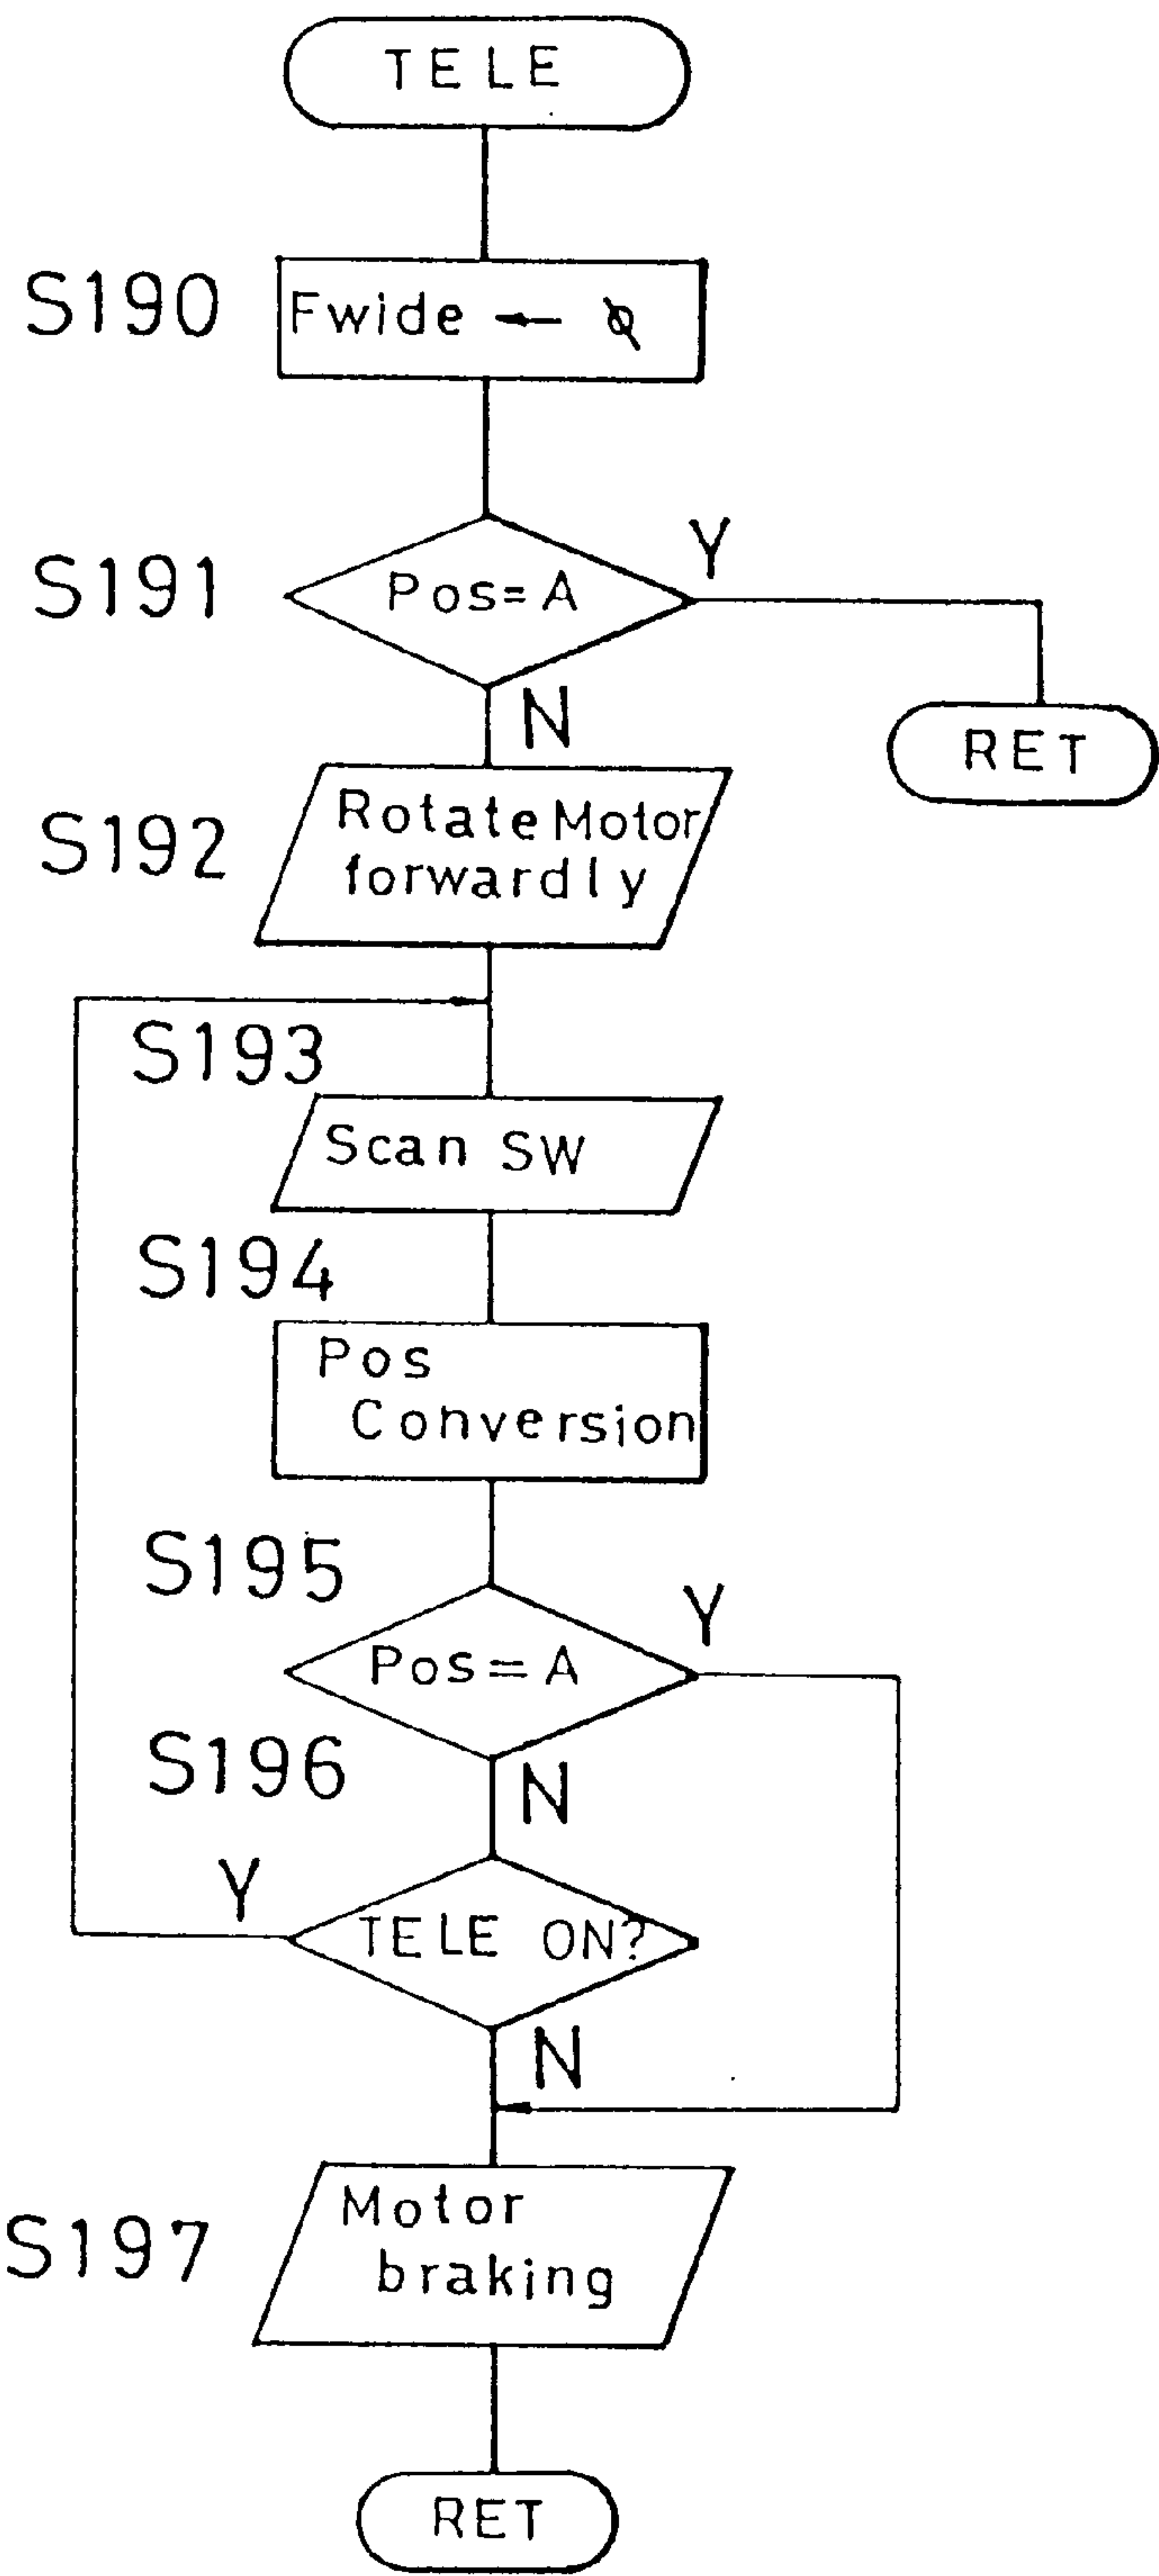 TELE
S190
Fwide ← φ
S191
Pos=A
Y
N
RET
S192
Rotate Motor
forwardly
S193
Scan SW
S194
Pos
Conversion
S195
Pos=A
Y
S196
N
Y
TELE ON?
N
S197
Motor
braking
RET